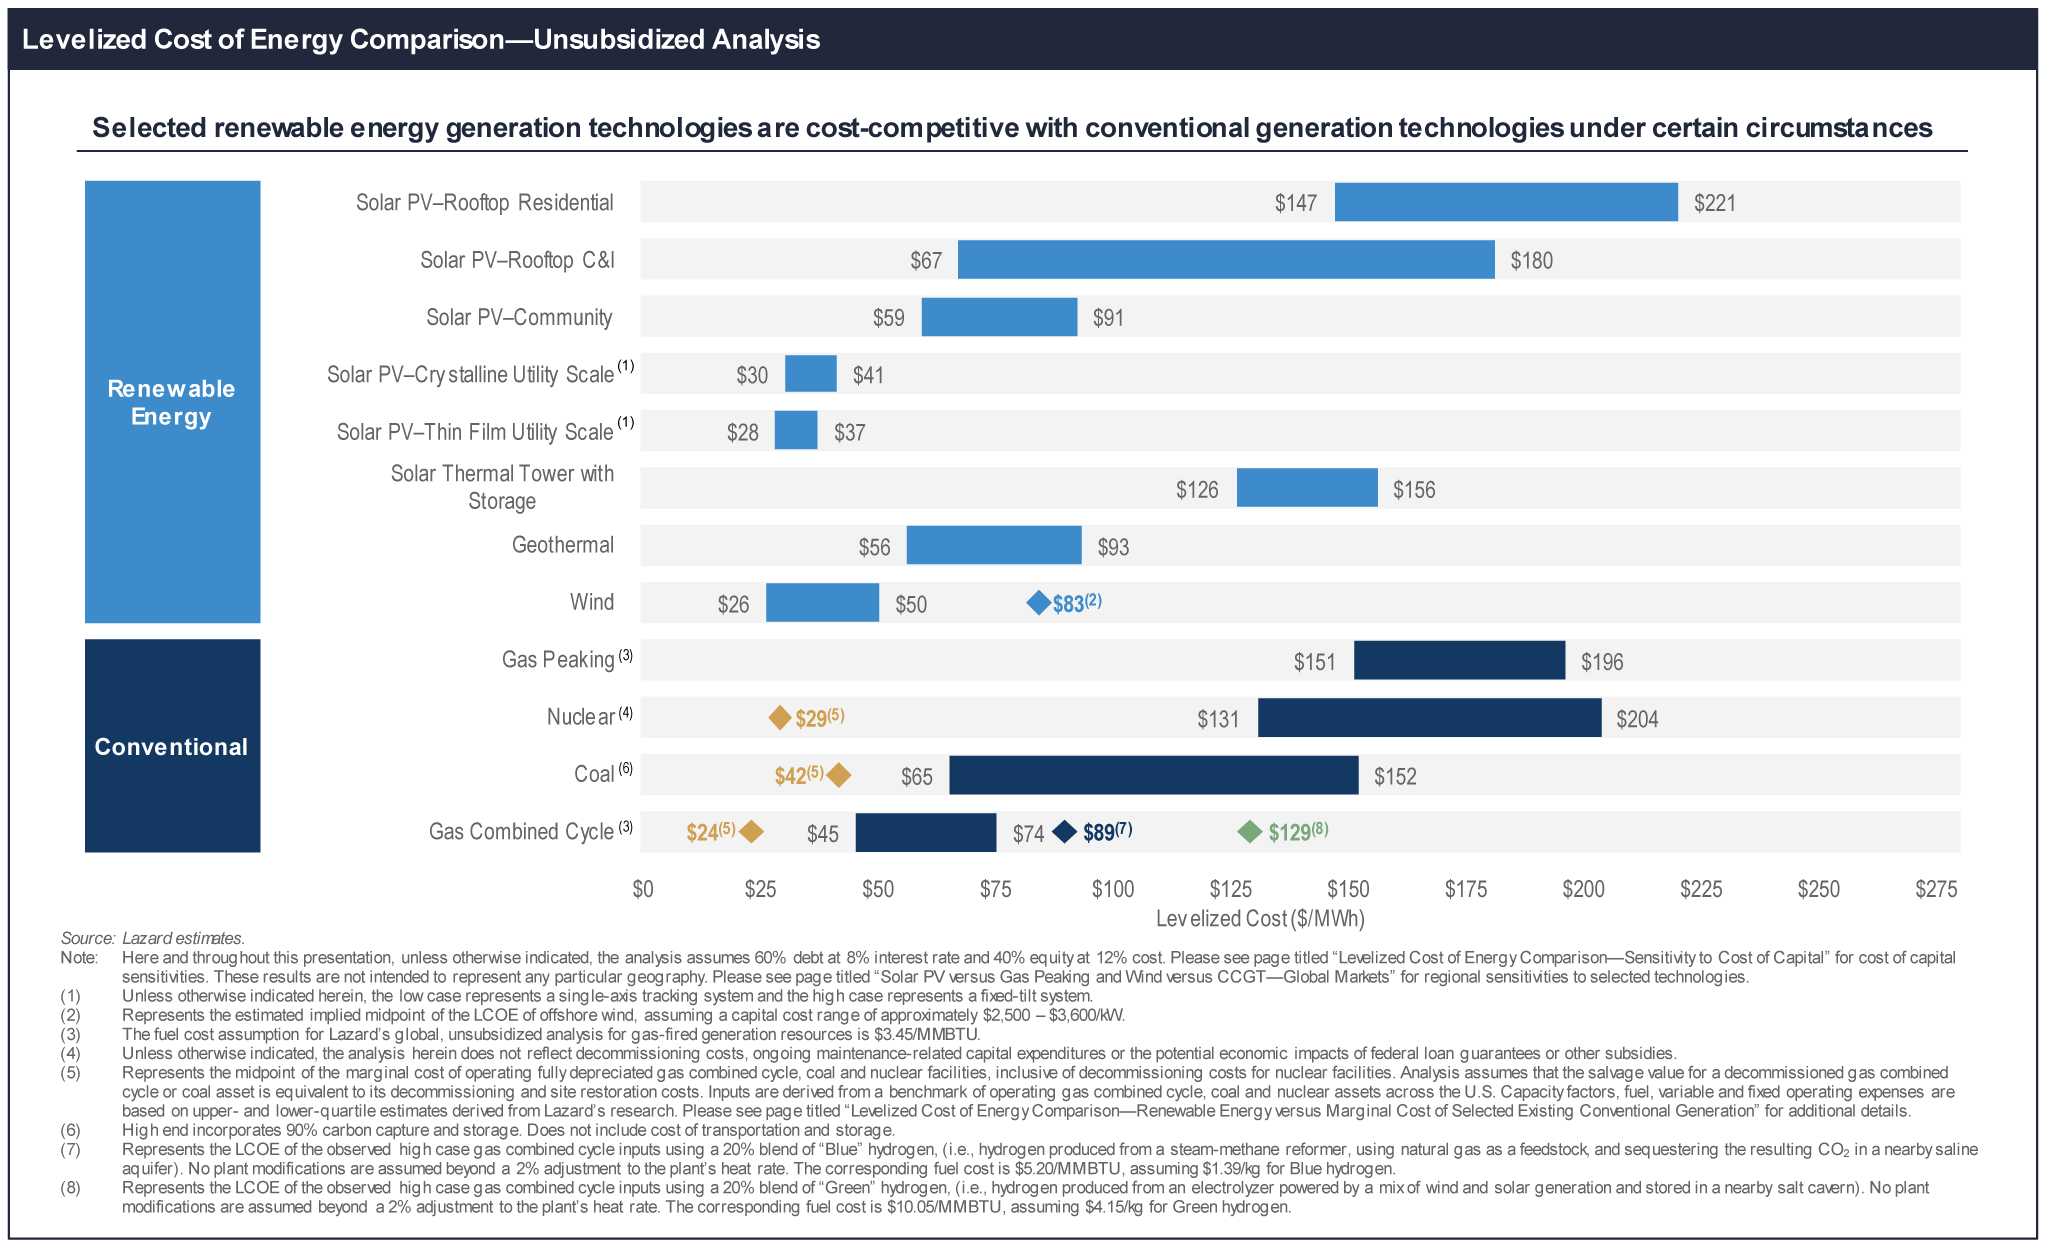 Levelized Cost of Energy Comparison—Unsubsidized Analysis
Selected renewable energy generation technologies are cost-competitive with conventional generation technologies under certain circumstances
Renewable
Energy
Solar PV–Rooftop Residential $147 $221
Solar PV–Rooftop C&I $67 $180
Solar PV–Community $59 $91
Solar PV–Crystalline Utility Scale (1) $30 $41
Solar PV–Thin Film Utility Scale (1) $28 $37
Solar Thermal Tower with
Storage
$126 $156
Geothermal $56 $93
Wind $26 $50 $83(2)
Conventional
Gas Peaking (3) $151 $196
Nuclear (4) $29(5) $131 $204
Coal (6) $42(5) $65 $152
Gas Combined Cycle (3) $24(5) $45 $74 $89(7) $129(8)
$0 $25 $50 $75 $100 $125 $150 $175 $200 $225 $250 $275
Levelized Cost ($/MWh)
Source: Lazard estimates.
Note: Here and throughout this presentation, unless otherwise indicated, the analysis assumes 60% debt at 8% interest rate and 40% equity at 12% cost. Please see page titled “Levelized Cost of Energy Comparison—Sensitivity to Cost of Capital” for cost of capital
sensitivities. These results are not intended to represent any particular geography. Please see page titled “Solar PV versus Gas Peaking and Wind versus CCGT—Global Markets” for regional sensitivities to selected technologies.
(1) Unless otherwise indicated herein, the low case represents a single-axis tracking system and the high case represents a fixed-tilt system.
(2) Represents the estimated implied midpoint of the LCOE of offshore wind, assuming a capital cost range of approximately $2,500 – $3,600/kW.
(3) The fuel cost assumption for Lazard’s global, unsubsidized analysis for gas-fired generation resources is $3.45/MMBTU.
(4) Unless otherwise indicated, the analysis herein does not reflect decommissioning costs, ongoing maintenance-related capital expenditures or the potential economic impacts of federal loan guarantees or other subsidies.
(5) Represents the midpoint of the marginal cost of operating fully depreciated gas combined cycle, coal and nuclear facilities, inclusive of decommissioning costs for nuclear facilities. Analysis assumes that the salvage value for a decommissioned gas combined
cycle or coal asset is equivalent to its decommissioning and site restoration costs. Inputs are derived from a benchmark of operating gas combined cycle, coal and nuclear assets across the U.S. Capacity factors, fuel, variable and fixed operating expenses are
based on upper- and lower-quartile estimates derived from Lazard’s research. Please see page titled “Levelized Cost of Energy Comparison—Renewable Energy versus Marginal Cost of Selected Existing Conventional Generation” for additional details.
(6) High end incorporates 90% carbon capture and storage. Does not include cost of transportation and storage.
(7) Represents the LCOE of the observed high case gas combined cycle inputs using a 20% blend of “Blue” hydrogen, (i.e., hydrogen produced from a steam-methane reformer, using natural gas as a feedstock, and sequestering the resulting CO₂ in a nearby saline
aquifer). No plant modifications are assumed beyond a 2% adjustment to the plant’s heat rate. The corresponding fuel cost is $5.20/MMBTU, assuming $1.39/kg for Blue hydrogen.
(8) Represents the LCOE of the observed high case gas combined cycle inputs using a 20% blend of “Green” hydrogen, (i.e., hydrogen produced from an electrolyzer powered by a mix of wind and solar generation and stored in a nearby salt cavern). No plant
modifications are assumed beyond a 2% adjustment to the plant’s heat rate. The corresponding fuel cost is $10.05/MMBTU, assuming $4.15/kg for Green hydrogen.